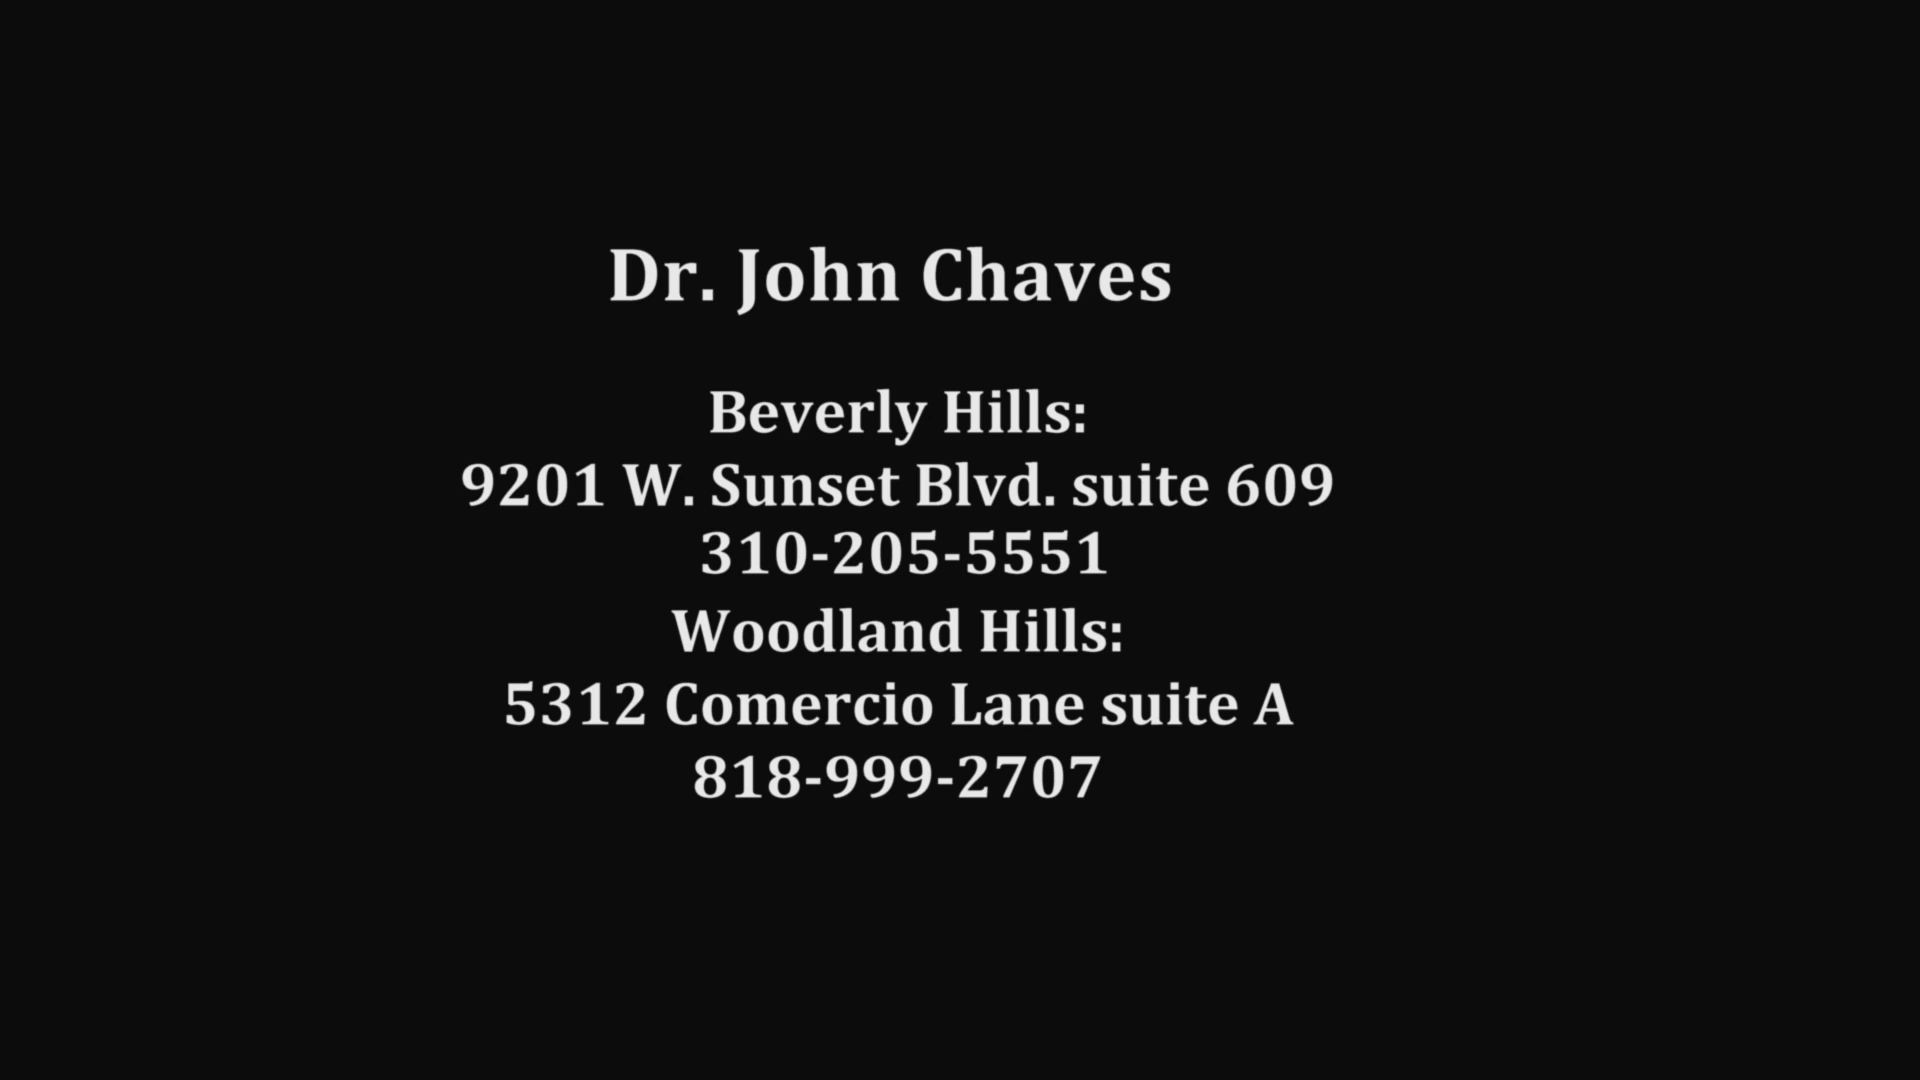 Dr. John Chaves
Beverly Hills:
9201 W. Sunset Blvd. suite 609
310-205-5551
Woodland Hills:
5312 Comercio Lane suite A
818-999-2707